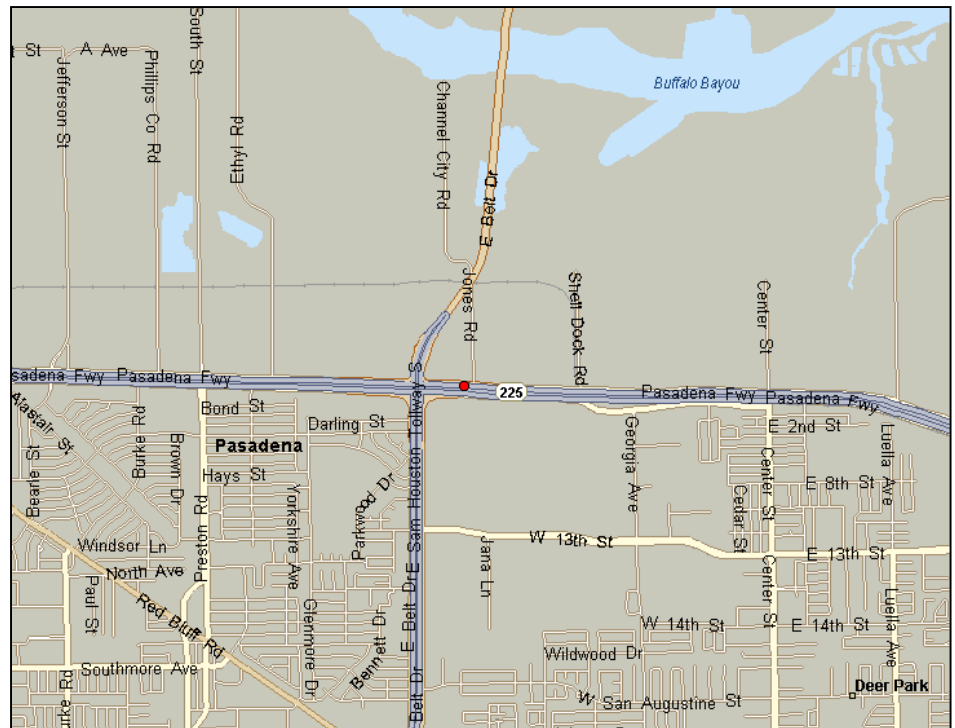 t St
A Ave
South St
Jefferson St
Phillips Co Rd
Ethyl Rd
Channel City Rd
Buffalo Bayou
E Belt Dr
Jones Rd
Shell Dock Rd
Center St
sadena Fwy
Pasadena Fwy
225
Pasadena Fwy
Pasadena Fwy
Alastair St
Burke Rd
Bond St
Darling St
E Sam Houston Tollway S
E 2nd St
Pasadena
Bearle St
Brown Dr
Hays St
Georgia Ave
Luella Ave
Center St
E 8th St
Parkwood Dr
Yorkshire Ave
Preston Rd
Cedar St
Windsor Ln
North Ave
Jana Ln
W 13th St
E 13th St
Paul St
Red Bluff Rd
Glenmore Dr
Bennett Dr
E Belt Dr
Center St
Luella Ave
W 14th St
E 14th St
Southmore Ave
Wildwood Dr
urke Rd
Belt Dr
W San Augustine St
Deer Park